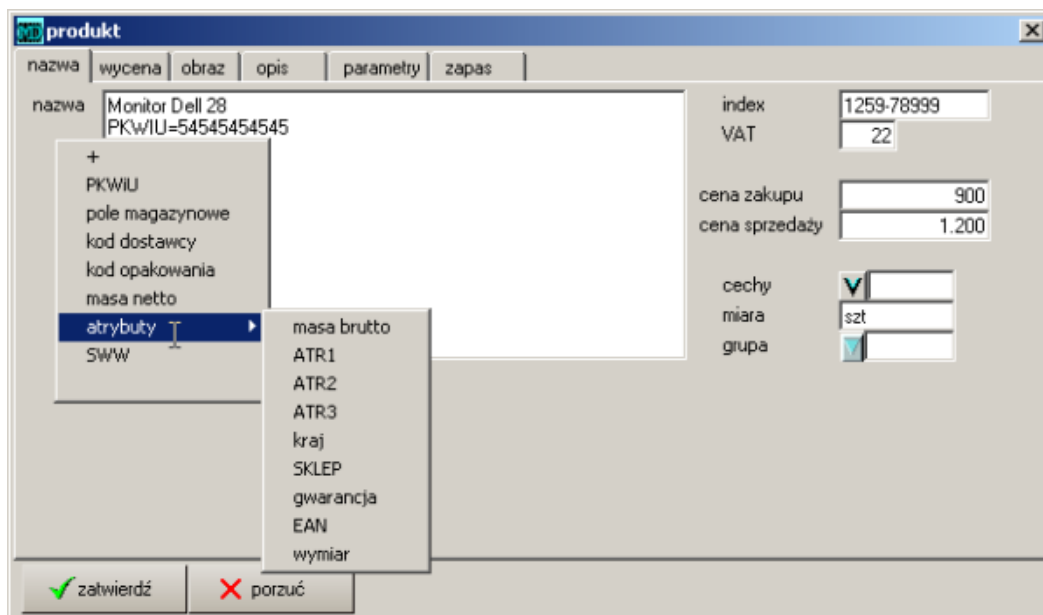 MD produkt
nazwa wycena obraz opis parametry zapas
nazwa
Monitor Dell 28
PKWIU=54545454545
index 1259-78999
VAT 22
cena zakupu 900
cena sprzedaży 1.200
cechy
miara szt
grupa
+
PKWiU
pole magazynowe
kod dostawcy
kod opakowania
masa netto
atrybuty
SWW
masa brutto
ATR1
ATR2
ATR3
kraj
SKLEP
gwarancja
EAN
wymiar
zatwierdź porzuć